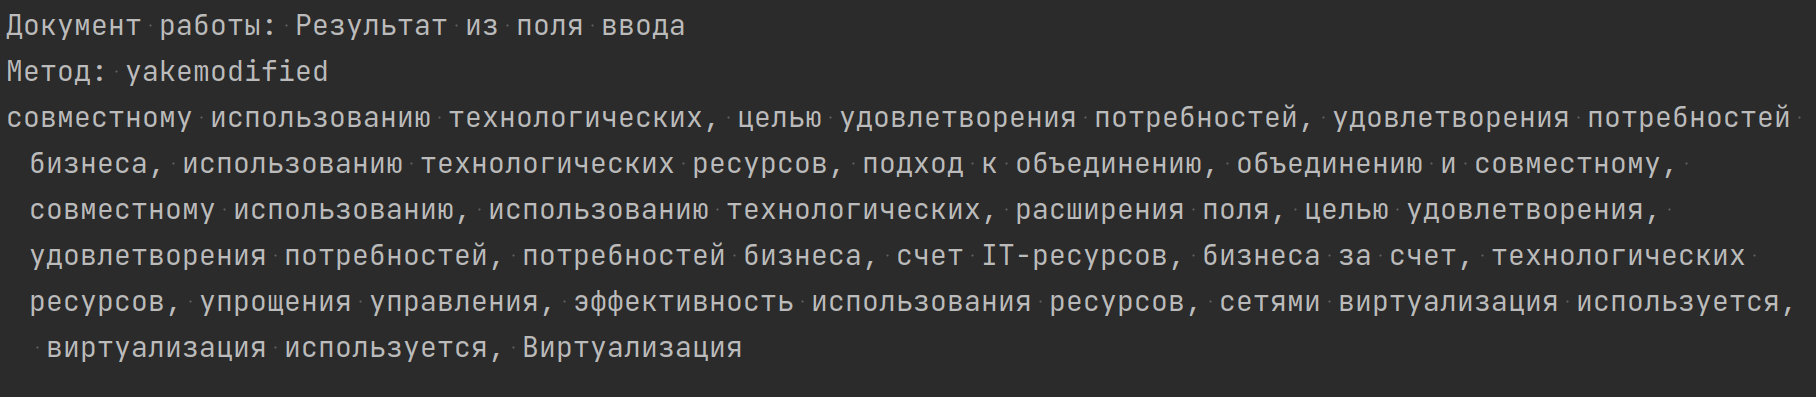 Документ работы: Результат из поля ввода
Метод: yakemodified
совместному использованию технологических, целью удовлетворения потребностей, удовлетворения потребностей
бизнеса, использованию технологических ресурсов, подход к объединению, объединению и совместному,
совместному использованию, использованию технологических, расширения поля, целью удовлетворения,
удовлетворения потребностей, потребностей бизнеса, счет IT-ресурсов, бизнеса за счет, технологических
ресурсов, упрощения управления, эффективность использования ресурсов, сетями виртуализация используется,
виртуализация используется, Виртуализация